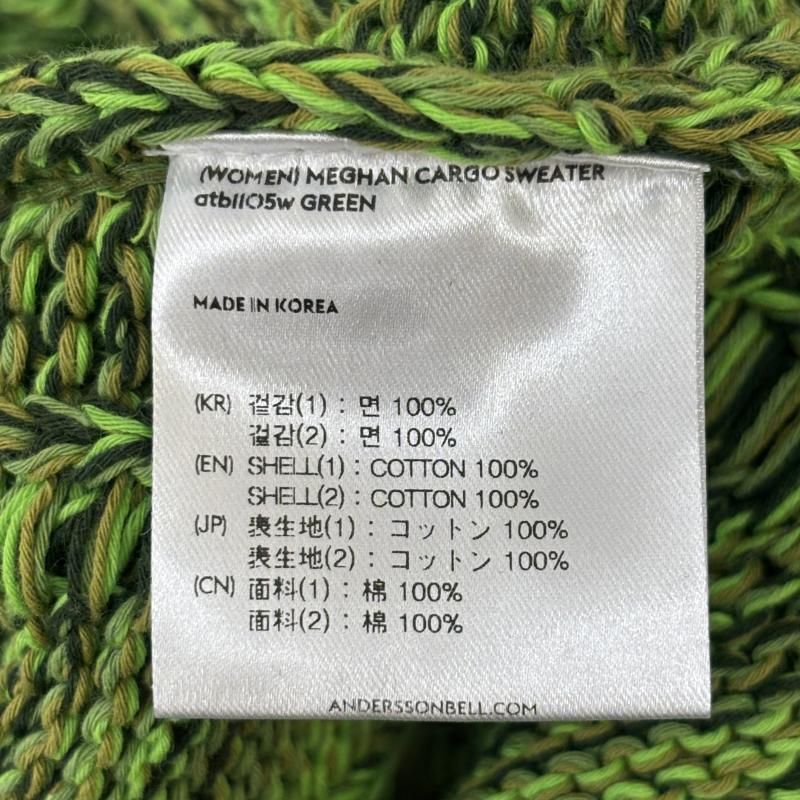 (WOMEN) MEGHAN CARGO SWEATER
atb1105w GREEN
MADE IN KOREA
(KR) 겉감(1) : 면 100%
겉감(2) : 면 100%
(EN) SHELL(1) : COTTON 100%
SHELL(2) : COTTON 100%
(JP) 表生地(1) : コットン 100%
表生地(2) : コットン 100%
(CN) 面料(1) : 棉 100%
面料(2) : 棉 100%
ANDERSSONBELL.COM